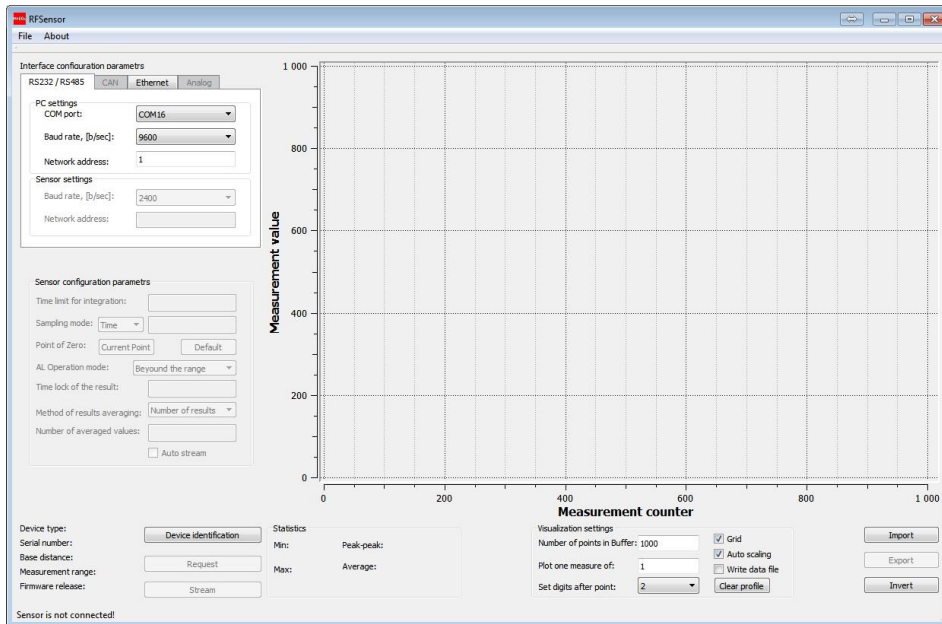 RFSensor
File About
Interface configuration parametrs
RS232 / RS485 CAN Ethernet Analog
PC settings
COM port: COM16
Baud rate, [b/sec]: 9600
Network address: 1
Sensor settings
Baud rate, [b/sec]: 2400
Network address:
Sensor configuration parametrs
Time limit for integration:
Sampling mode: Time
Point of Zero: Current Point Default
AL Operation mode: Beyound the range
Time lock of the result:
Method of results averaging: Number of results
Number of averaged values:
Auto stream
Measurement value
1 000
800
600
400
200
0
0 200 400 600 800 1 000
Measurement counter
Device type:
Serial number:
Base distance:
Measurement range:
Firmware release:
Device identification
Request
Stream
Statistics
Min: Peak-peak:
Max: Average:
Visualization settings
Number of points in Buffer: 1000
Plot one measure of: 1
Set digits after point: 2
Grid
Auto scaling
Write data file
Clear profile
Import
Export
Invert
Sensor is not connected!